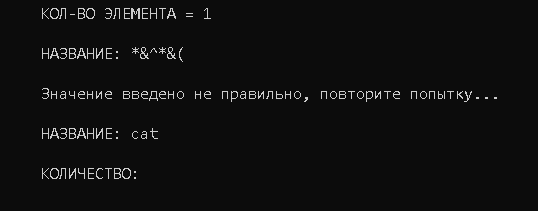 КОЛ-ВО ЭЛЕМЕНТА = 1
НАЗВАНИЕ: *&^*&(
Значение введено не правильно, повторите попытку...
НАЗВАНИЕ: cat
КОЛИЧЕСТВО: